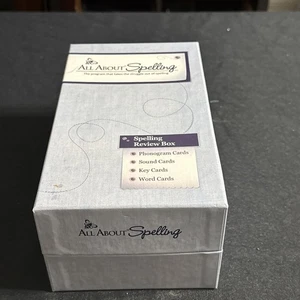 ALL ABOUT Spelling
The program that takes the struggle out of spelling
Spelling
Review Box
Phonogram Cards
Sound Cards
Key Cards
Word Cards
ALL ABOUT Spelling